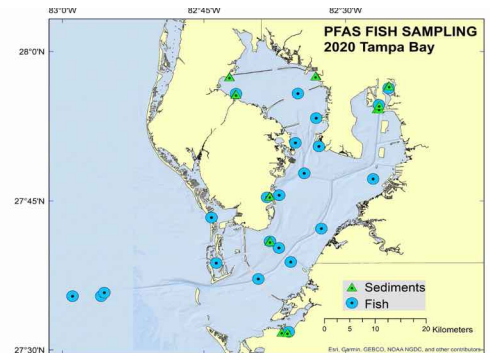 83°0'W 82°45'W 82°30'W
PFAS FISH SAMPLING
2020 Tampa Bay
28°0'N
27°45'N
Sediments
Fish
0 5 10 20 Kilometers
27°30'N
Esri, Garmin, GEBCO, NOAA NGDC, and other contributors